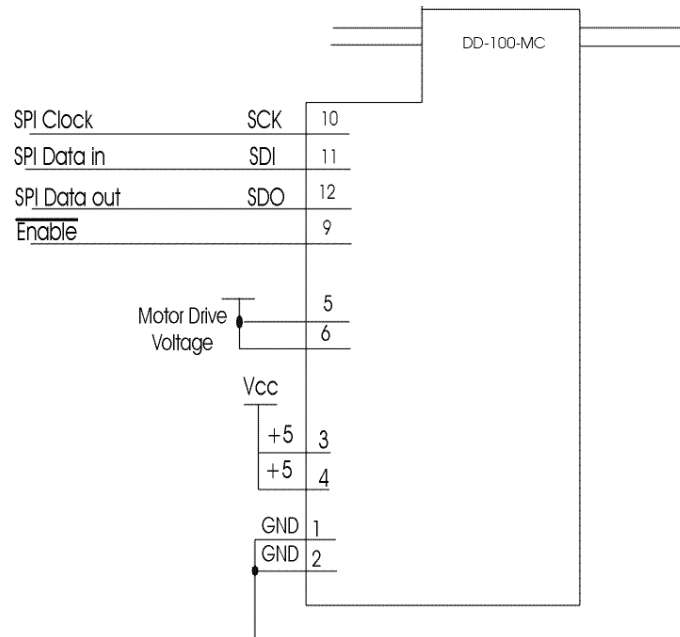 DD-100-MC
SPI Clock SCK 10
SPI Data in SDI 11
SPI Data out SDO 12
Enable 9
5
Motor Drive
6
Voltage
Vcc
+5 3
+5 4
GND 1
GND 2